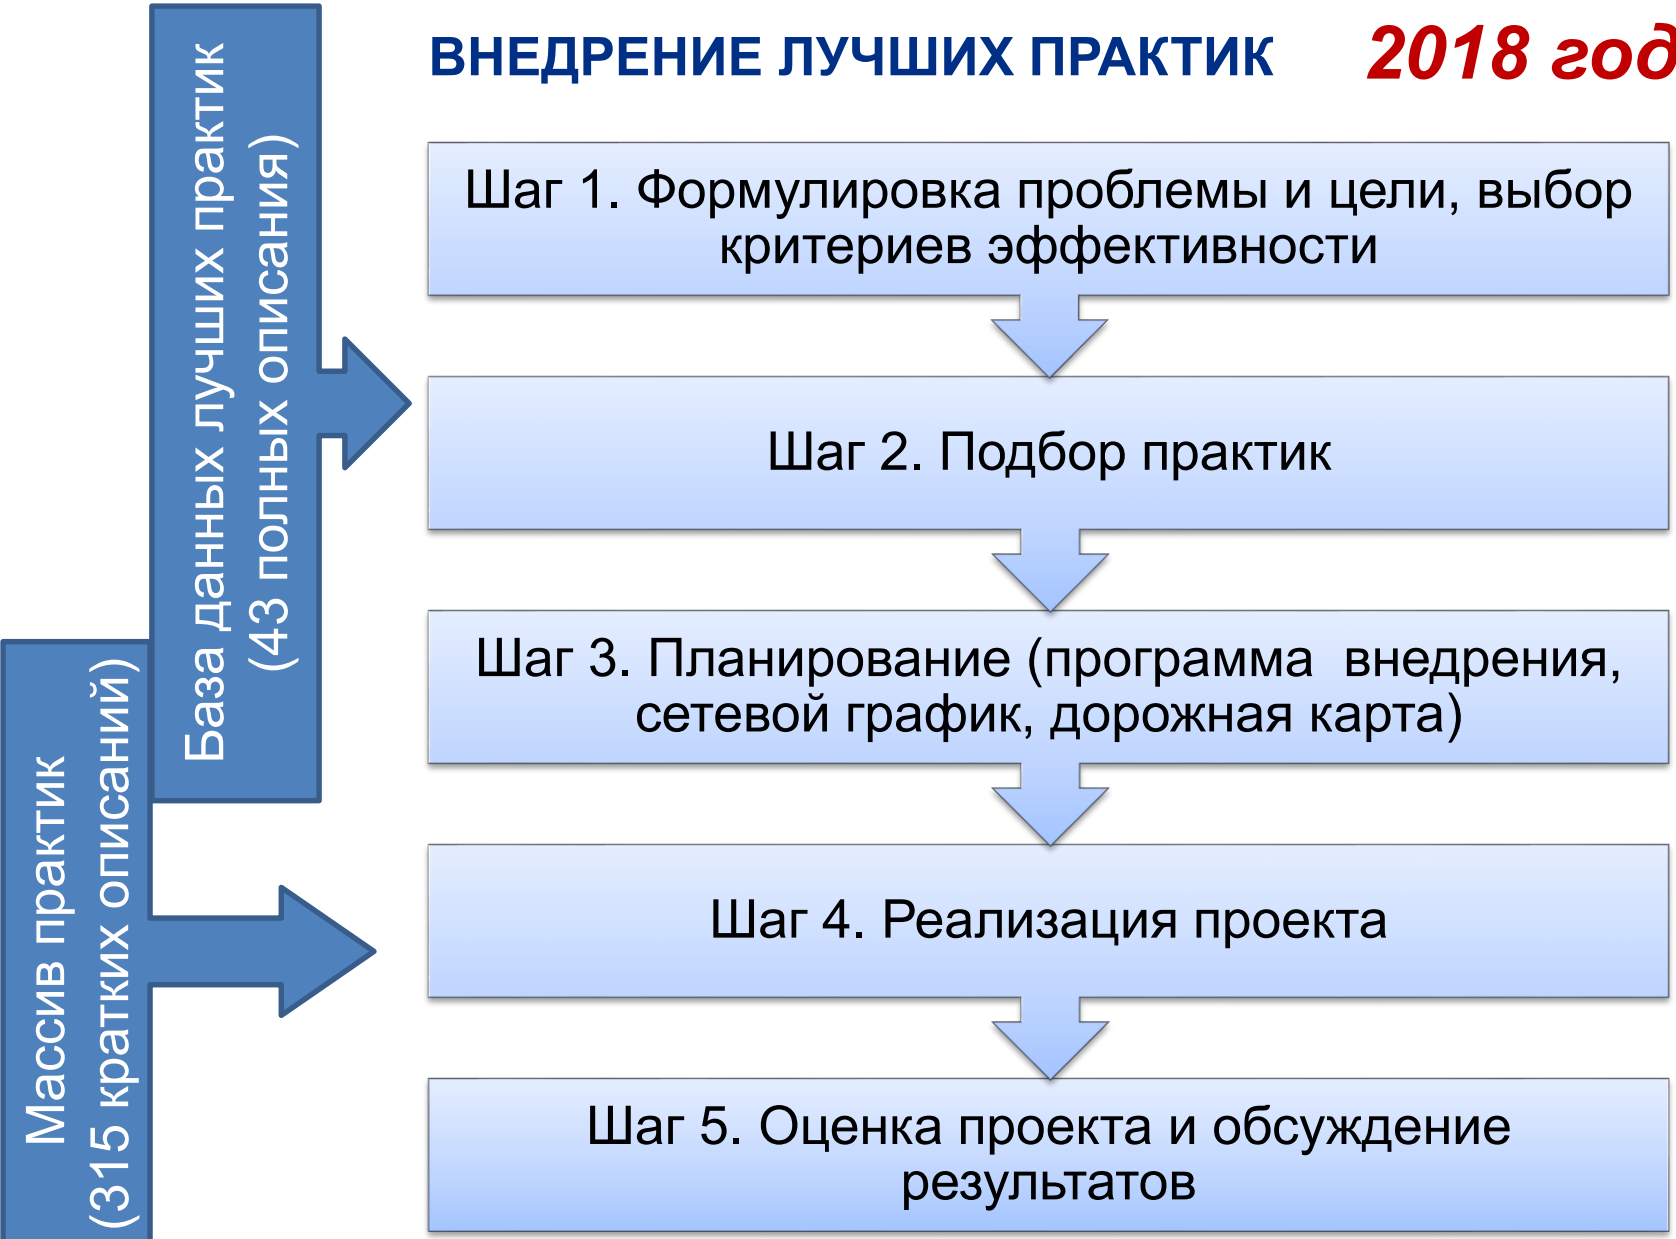 ВНЕДРЕНИЕ ЛУЧШИХ ПРАКТИК
2018 год
База данных лучших практик
(43 полных описания)
Массив практик
(315 кратких описаний)
Шаг 1. Формулировка проблемы и цели, выбор
критериев эффективности
Шаг 2. Подбор практик
Шаг 3. Планирование (программа внедрения,
сетевой график, дорожная карта)
Шаг 4. Реализация проекта
Шаг 5. Оценка проекта и обсуждение
результатов